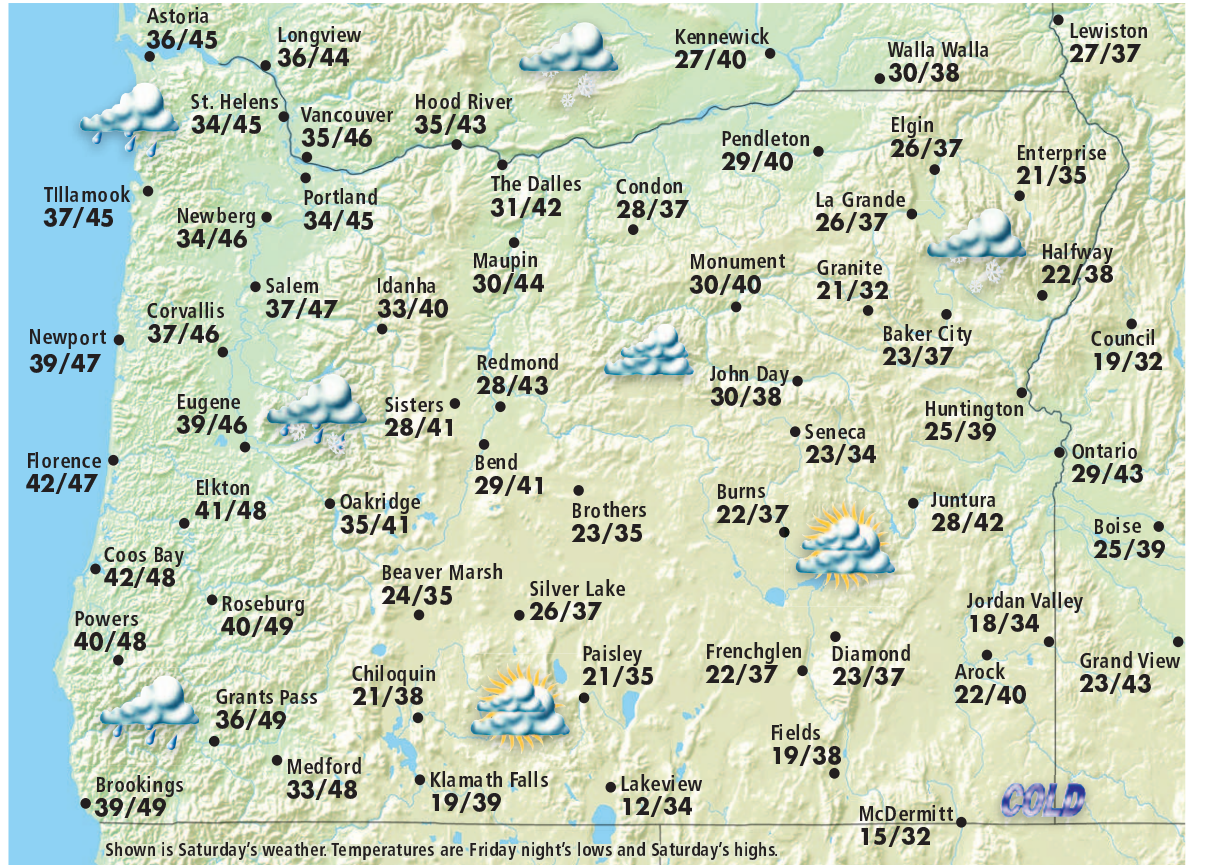 Astoria
36/45
Longview
36/44
Kennewick
27/40
Walla Walla
30/38
Lewiston
27/37
St. Helens
34/45
Vancouver
35/46
Hood River
35/43
Pendleton
29/40
Elgin
26/37
Enterprise
21/35
TIllamook
37/45
Newberg
34/46
Portland
34/45
The Dalles
31/42
Condon
28/37
La Grande
26/37
Maupin
30/44
Monument
30/40
Granite
21/32
Halfway
22/38
Salem
37/47
Idanha
33/40
Corvallis
37/46
Newport
39/47
Baker City
23/37
Council
19/32
Redmond
28/43
John Day
30/38
Eugene
39/46
Sisters
28/41
Huntington
25/39
Seneca
23/34
Florence
42/47
Bend
29/41
Ontario
29/43
Elkton
41/48
Oakridge
35/41
Brothers
23/35
Burns
22/37
Juntura
28/42
Boise
25/39
Coos Bay
42/48
Beaver Marsh
24/35
Silver Lake
26/37
Roseburg
40/49
Powers
40/48
Jordan Valley
18/34
Chiloquin
21/38
Paisley
21/35
Frenchglen
22/37
Diamond
23/37
Arock
22/40
Grand View
23/43
Grants Pass
36/49
Fields
19/38
Medford
33/48
Brookings
39/49
Klamath Falls
19/39
Lakeview
12/34
COLD
McDermitt
15/32
Shown is Saturday's weather. Temperatures are Friday night's lows and Saturday's highs.